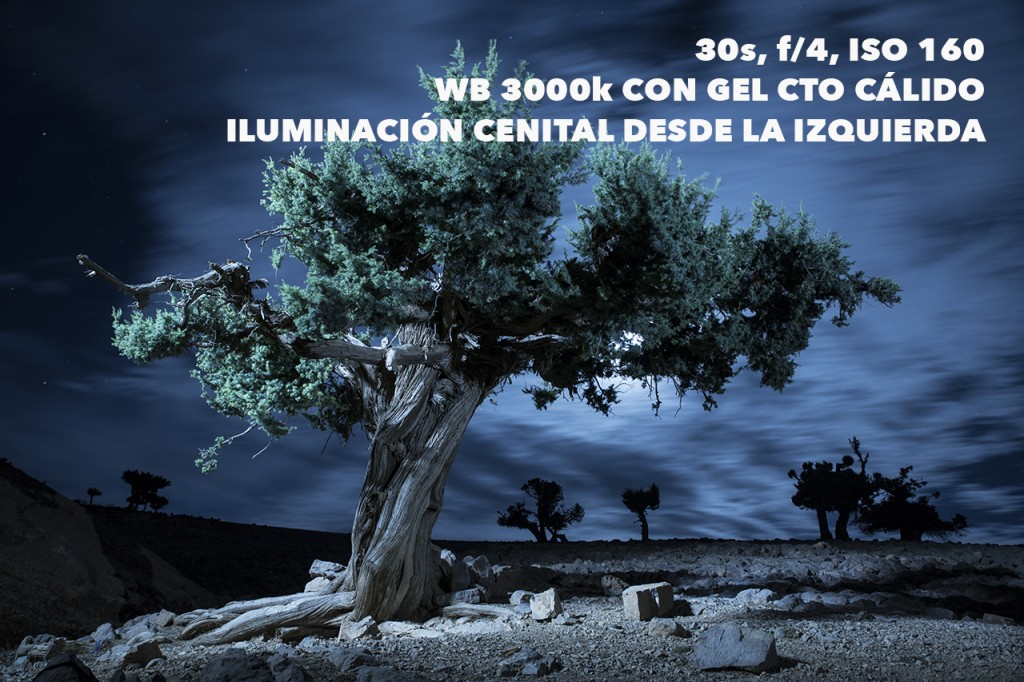 30s, f/4, ISO 160
WB 3000k CON GEL CTO CÁLIDO
ILUMINACIÓN CENITAL DESDE LA IZQUIERDA